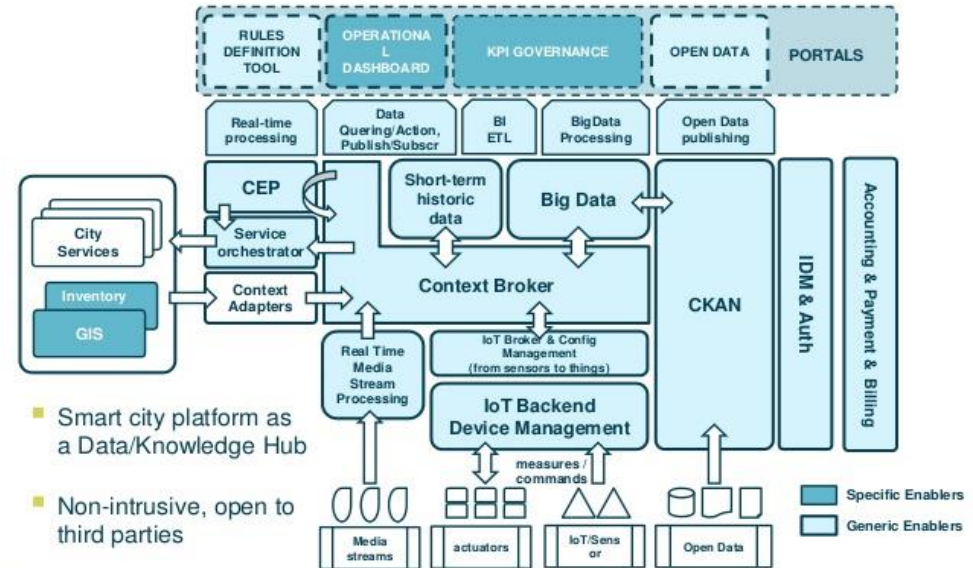 RULES
DEFINITION
TOOL
OPERATIONA
L
DASHBOARD
KPI GOVERNANCE
OPEN DATA
PORTALS
Real-time
processing
Data
Quering/Action,
Publish/Subscr
BI
ETL
BigData
Processing
Open Data
publishing
CEP
Short-term
historic
data
Big Data
City
Services
Service
orchestrator
Context Broker
Inventory
GIS
Context
Adapters
CKAN
IDM & Auth
Accounting & Payment & Billing
Real Time
Media
Stream
Processing
IoT Broker & Config
Management
(from sensors to things)
IoT Backend
Device Management
measures /
commands
Smart city platform as
a Data/Knowledge Hub
Non-intrusive, open to
third parties
Media
streams
actuators
IoT/Sens
or
Open Data
Specific Enablers
Generic Enablers